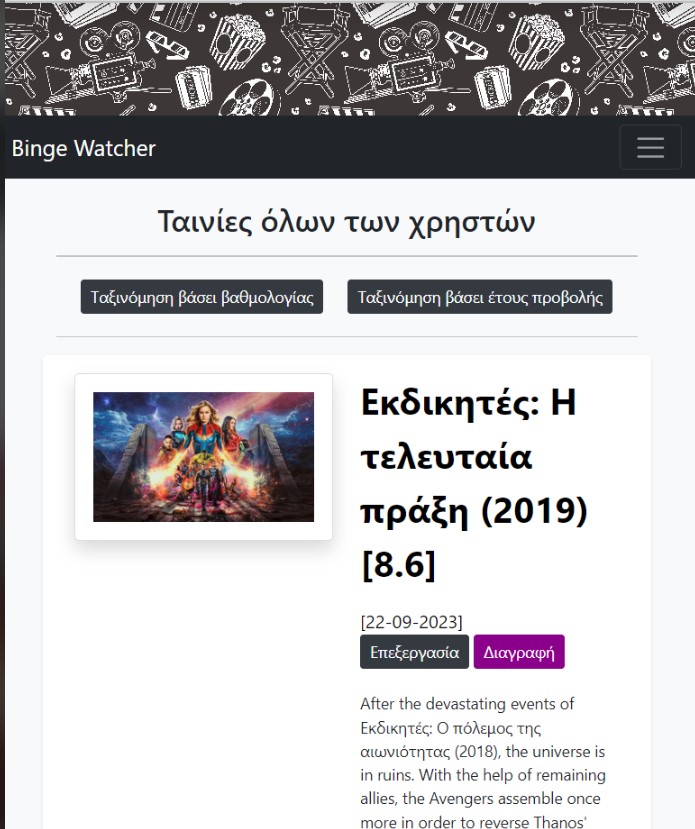 Binge Watcher
Ταινίες όλων των χρηστών
Ταξινόμηση βάσει βαθμολογίας Ταξινόμηση βάσει έτους προβολής
Εκδικητές: Η
τελευταία
πράξη (2019)
[8.6]
[22-09-2023]
Επεξεργασία Διαγραφή
After the devastating events of
Εκδικητές: Ο πόλεμος της
αιωνιότητας (2018), the universe is
in ruins. With the help of remaining
allies, the Avengers assemble once
more in order to reverse Thanos'